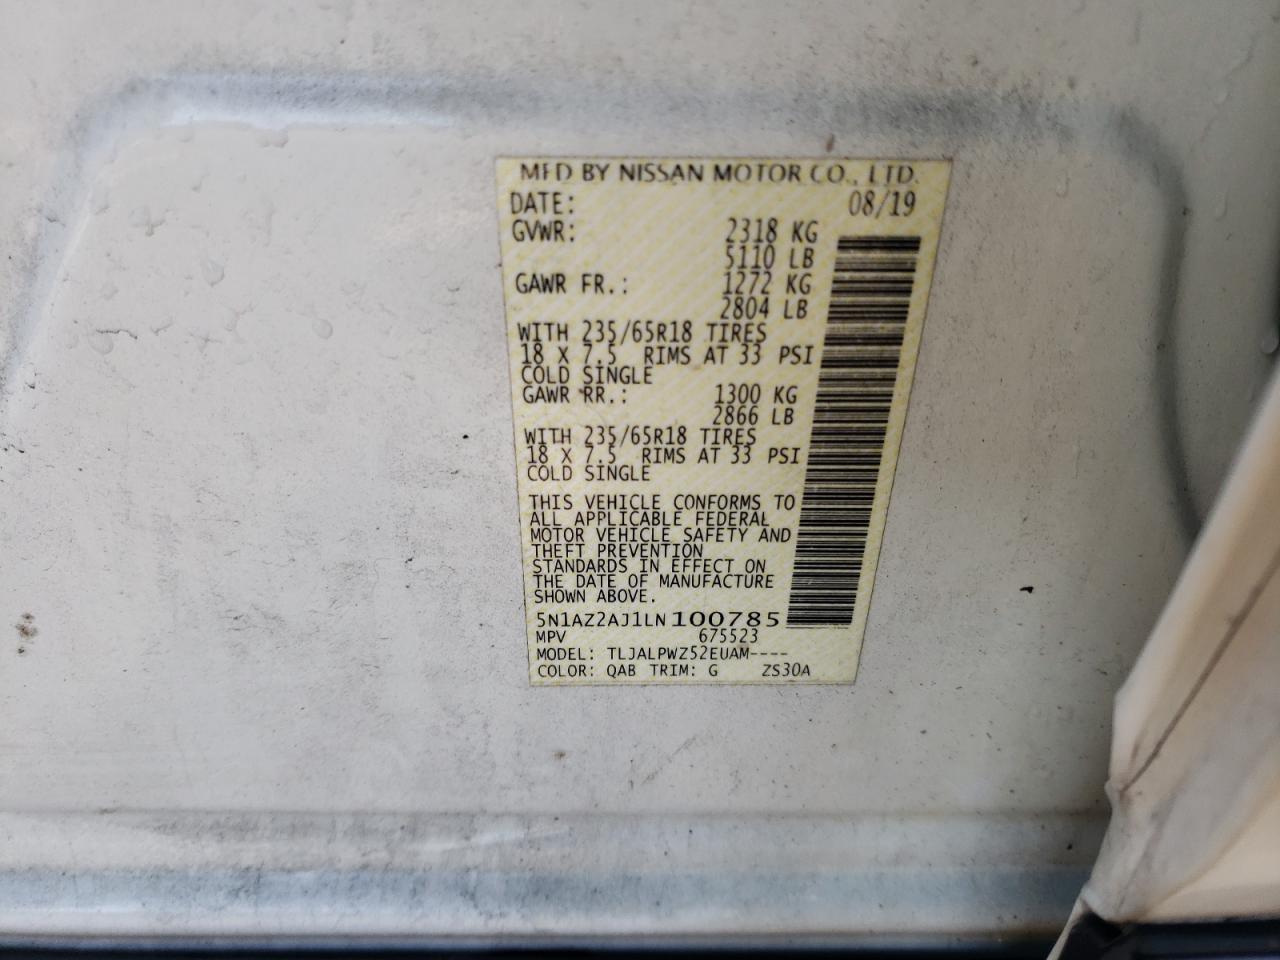 MFD BY NISSAN MOTOR CO., LTD.
DATE: 08/19
GVWR: 2318 KG
5110 LB
GAWR FR.: 1272 KG
2804 LB
WITH 235/65R18 TIRES
18 X 7.5 RIMS AT 33 PSI
COLD SINGLE
GAWR RR.: 1300 KG
2866 LB
WITH 235/65R18 TIRES
18 X 7.5 RIMS AT 33 PSI
COLD SINGLE
THIS VEHICLE CONFORMS TO
ALL APPLICABLE FEDERAL
MOTOR VEHICLE SAFETY AND
THEFT PREVENTION
STANDARDS IN EFFECT ON
THE DATE OF MANUFACTURE
SHOWN ABOVE.
5N1AZ2AJ1LN100785
MPV 675523
MODEL: TLJALPWZ52EUAM----
COLOR: QAB TRIM: G ZS30A